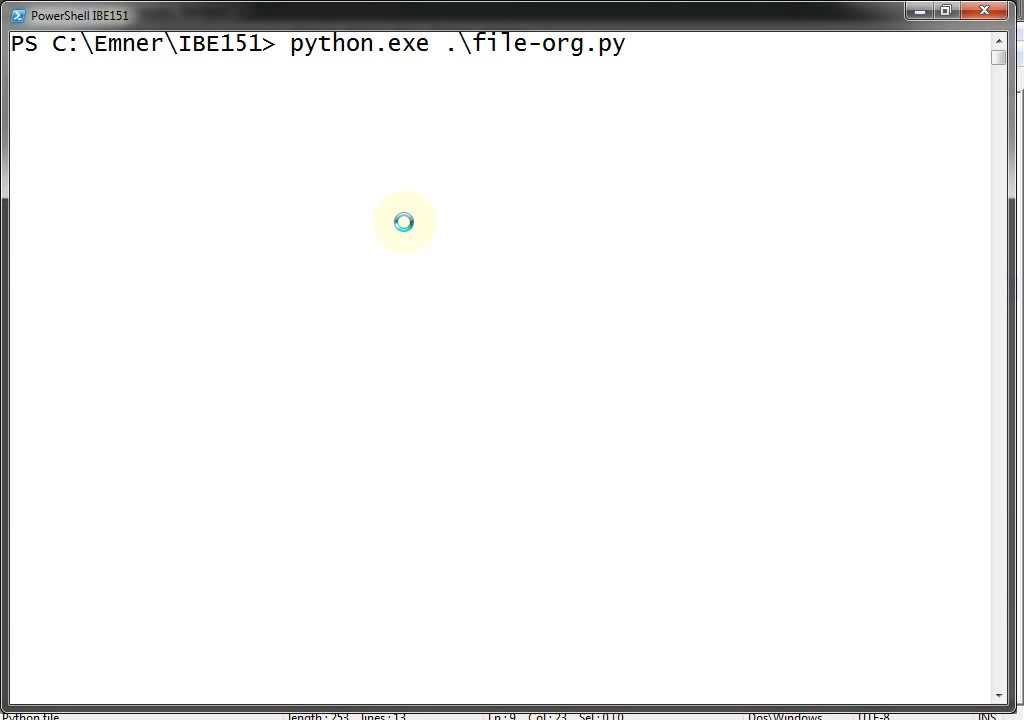 PowerShell IBE151
PS C:\Emner\IBE151> python.exe .\file-org.py
Python file length : 253 lines : 13 Ln : 9 Col : 23 Sel : 0 | 0 Dos\Windows UTF-8 INS